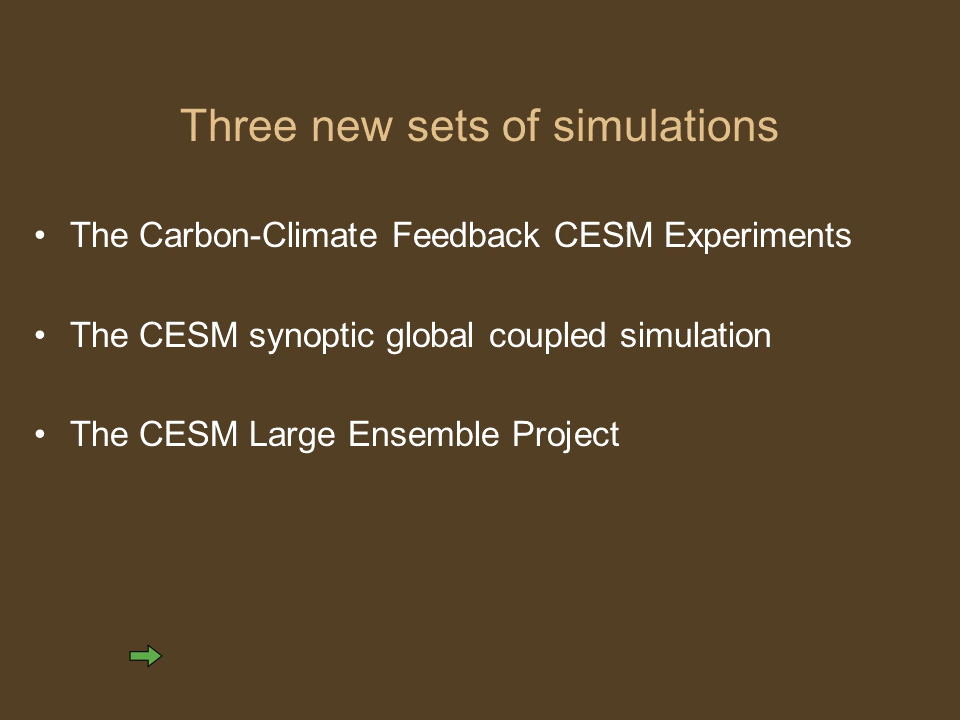 Three new sets of simulations
• The Carbon-Climate Feedback CESM Experiments
• The CESM synoptic global coupled simulation
• The CESM Large Ensemble Project